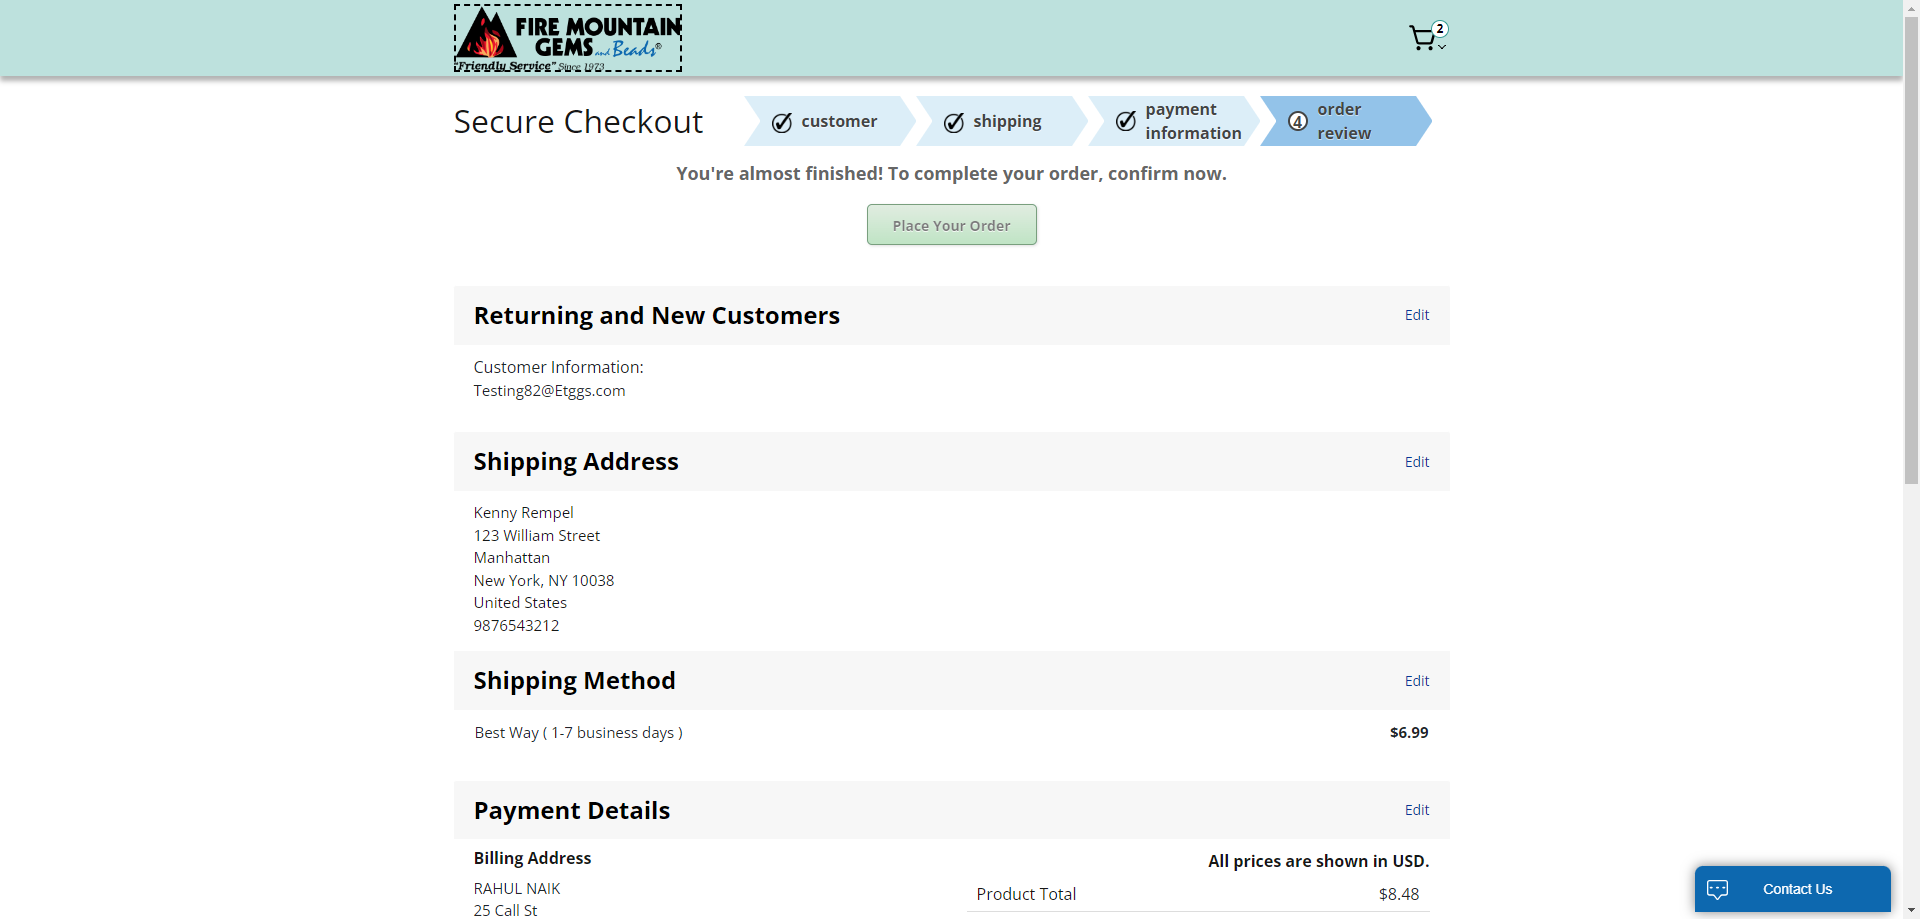 FIRE MOUNTAIN
GEMS and Beads®
"Friendly Service" Since 1973
2
Secure Checkout
customer
shipping
payment
information
4
order
review
You're almost finished! To complete your order, confirm now.
Place Your Order
Returning and New Customers
Edit
Customer Information:
Testing82@Etggs.com
Shipping Address
Edit
Kenny Rempel
123 William Street
Manhattan
New York, NY 10038
United States
9876543212
Shipping Method
Edit
Best Way ( 1-7 business days )
$6.99
Payment Details
Edit
Billing Address
All prices are shown in USD.
RAHUL NAIK
Product Total
$8.48
25 Call St
Contact Us